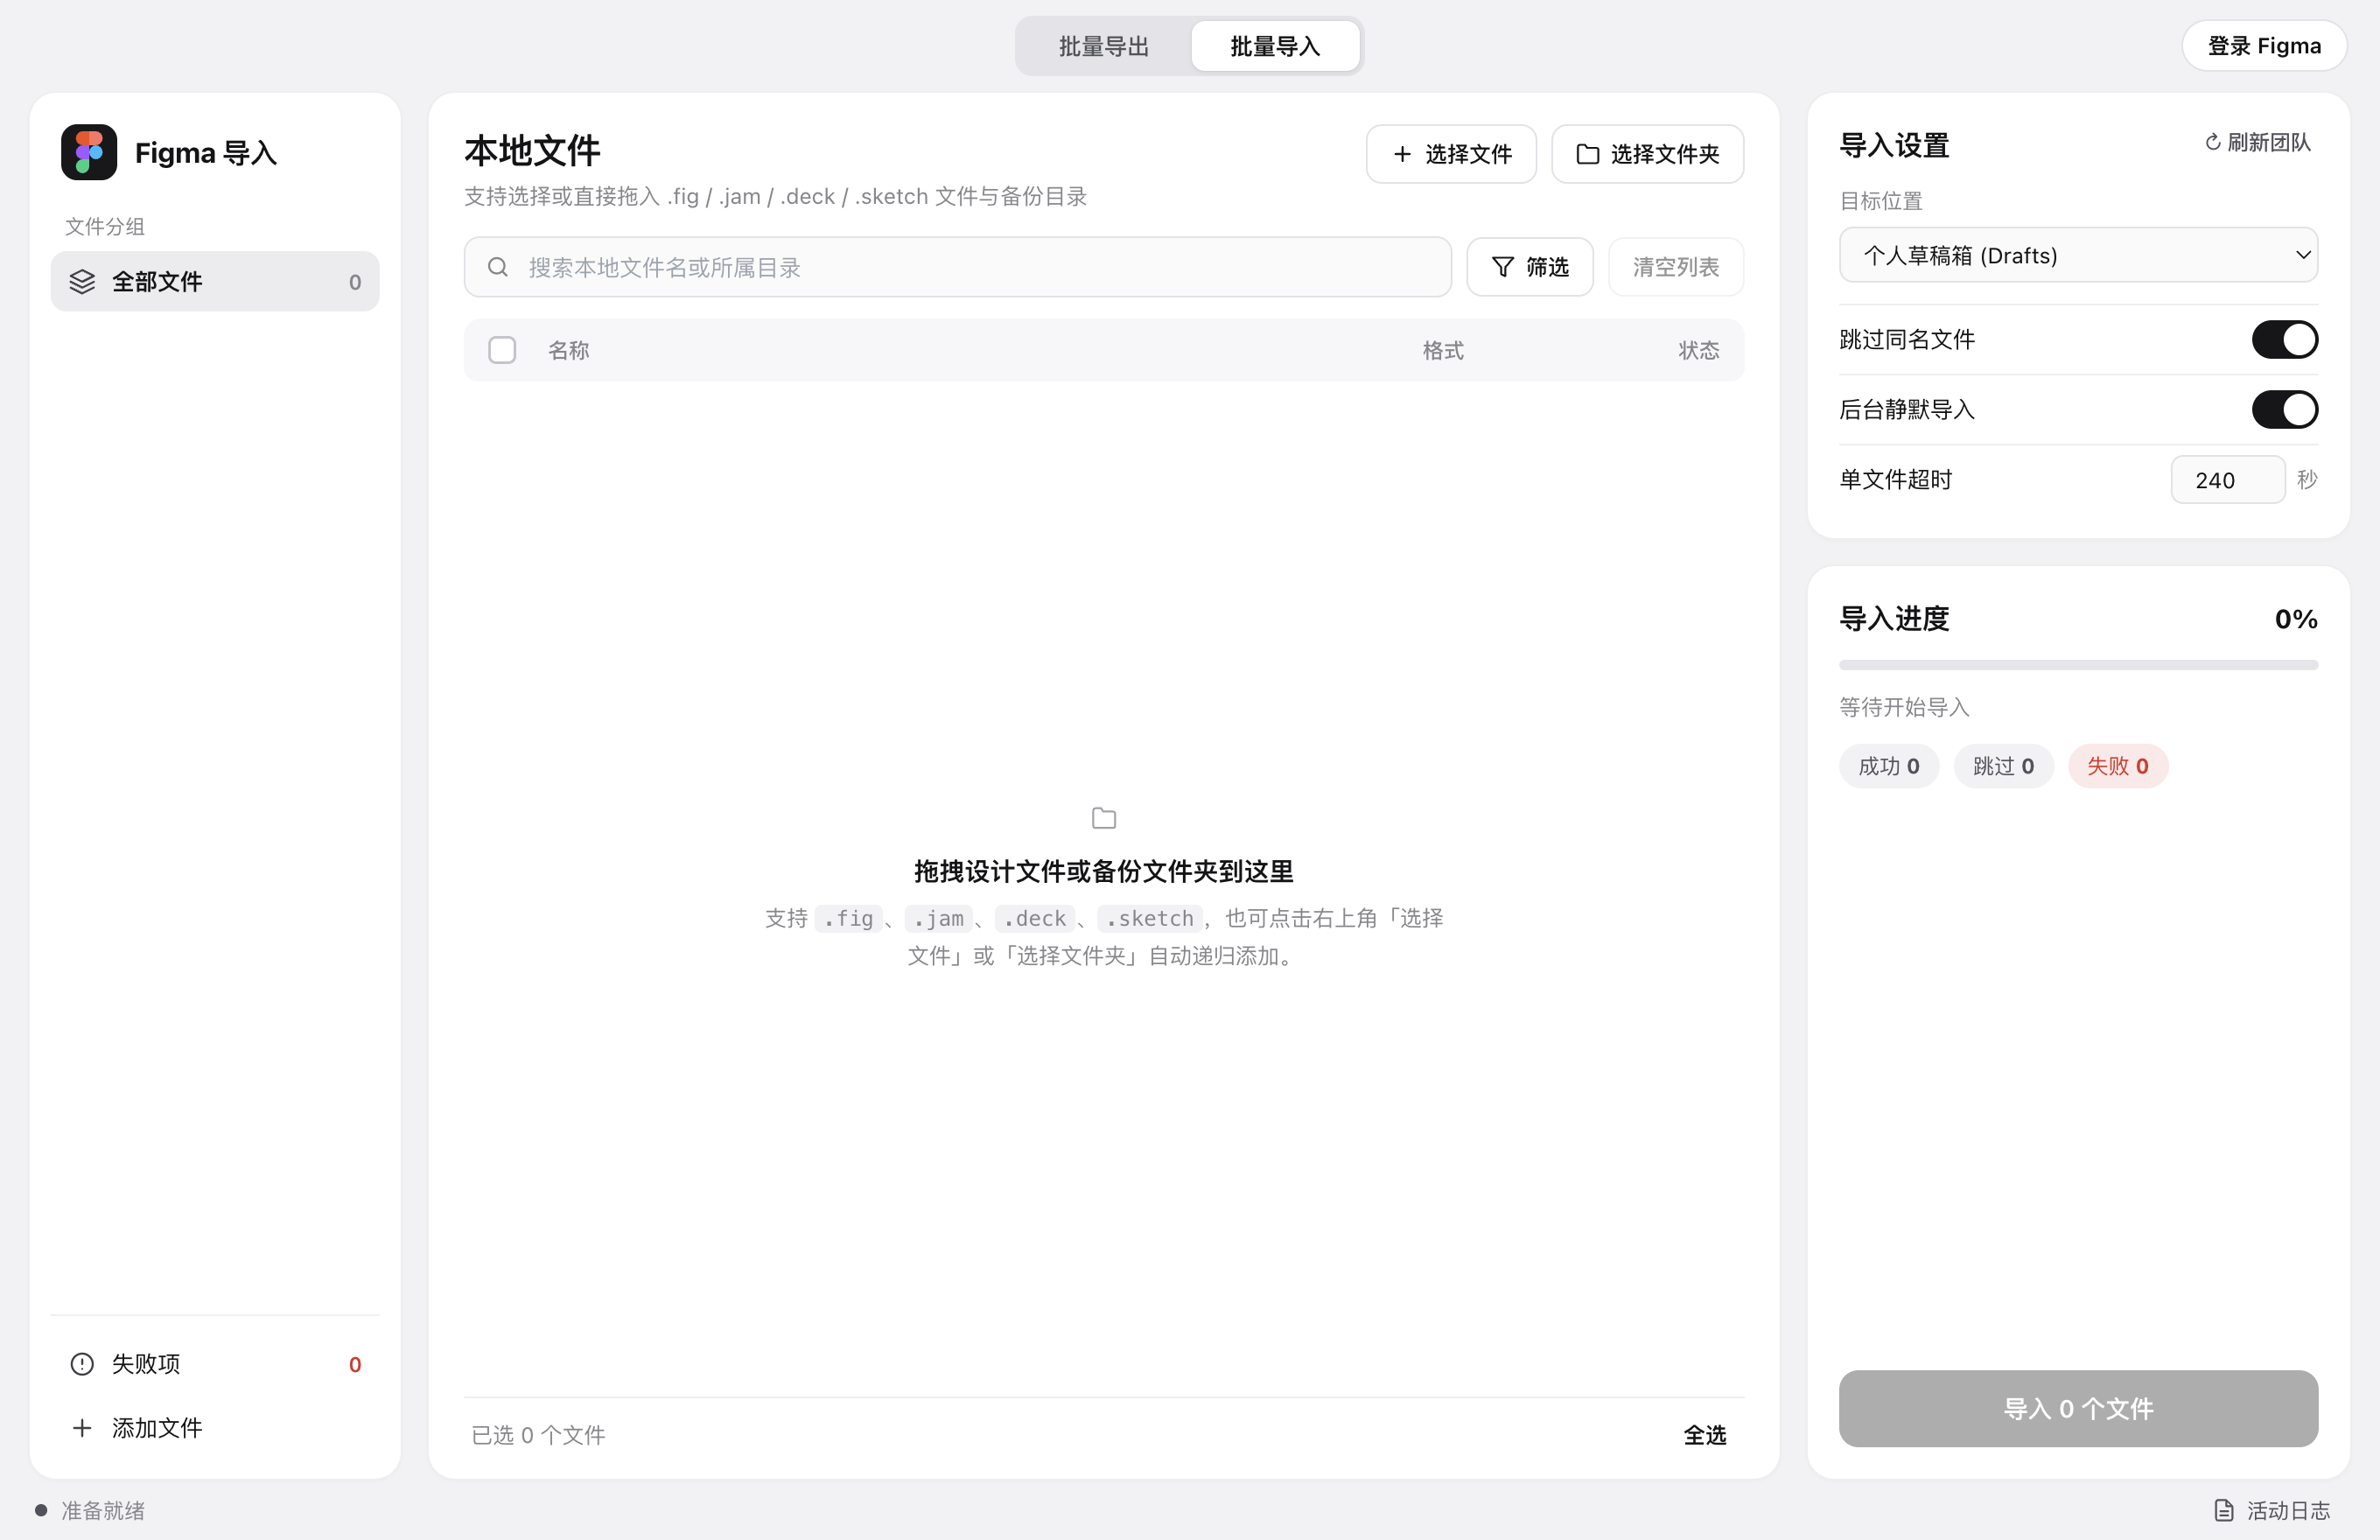 批量导出
批量导入
登录 Figma
Figma 导入
文件分组
全部文件 0
失败项 0
添加文件
本地文件
支持选择或直接拖入 .fig / .jam / .deck / .sketch 文件与备份目录
选择文件
选择文件夹
搜索本地文件名或所属目录
筛选
清空列表
名称 格式 状态
拖拽设计文件或备份文件夹到这里
支持 .fig、.jam、.deck、.sketch，也可点击右上角「选择
文件」或「选择文件夹」自动递归添加。
已选 0 个文件
全选
导入设置
刷新团队
目标位置
个人草稿箱 (Drafts)
跳过同名文件
后台静默导入
单文件超时 240 秒
导入进度 0%
等待开始导入
成功 0 跳过 0 失败 0
导入 0 个文件
准备就绪
活动日志